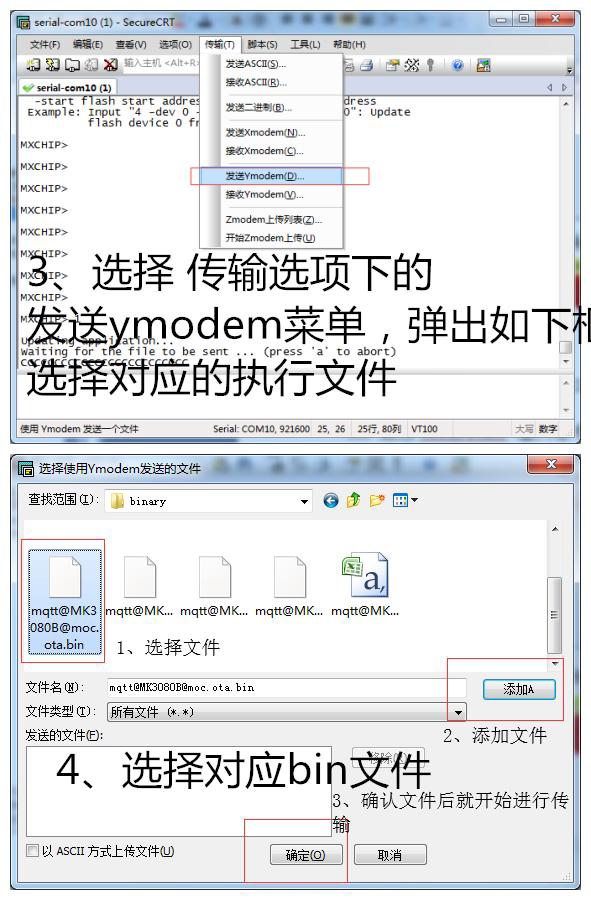 serial-com10 (1) - SecureCRT
文件(F) 编辑(E) 查看(V) 选项(O) 传输(T) 脚本(S) 工具(L) 帮助(H)
输入主机 <Alt+R>
serial-com10 (1)
发送ASCII(S)...
接收ASCII(R)...
发送二进制(B)...
发送Xmodem(N)...
接收Xmodem(C)...
发送Ymodem(D)...
接收Ymodem(V)...
Zmodem上传列表(Z)...
开始Zmodem上传(U)
-start flash start addres
dress
Example: Input "4 -dev 0 -
0": Update
flash device 0 fr
MXCHIP>
MXCHIP>
MXCHIP>
MXCHIP>
MXCHIP>
3、选择 传输选项下的
发送ymodem菜单，弹出如下框
选择对应的执行文件
Updating application...
Waiting for the file to be sent ... (press 'a' to abort)
使用 Ymodem 发送一个文件 Serial: COM10, 921600 25, 26 25行, 80列 VT100 大写 数字
选择使用Ymodem发送的文件
查找范围(I): binary
mqtt@MK3080B@moc.ota.bin
mqtt@MK...
mqtt@MK...
mqtt@MK...
mqtt@MK...
1、选择文件
文件名(N): mqtt@MK3080B@moc.ota.bin 添加A
文件类型(T): 所有文件 (*.*)
2、添加文件
发送的文件(F):
移除(R)
4、选择对应bin文件
3、确认文件后就开始进行传
输
以 ASCII 方式上传文件(U) 确定(O) 取消